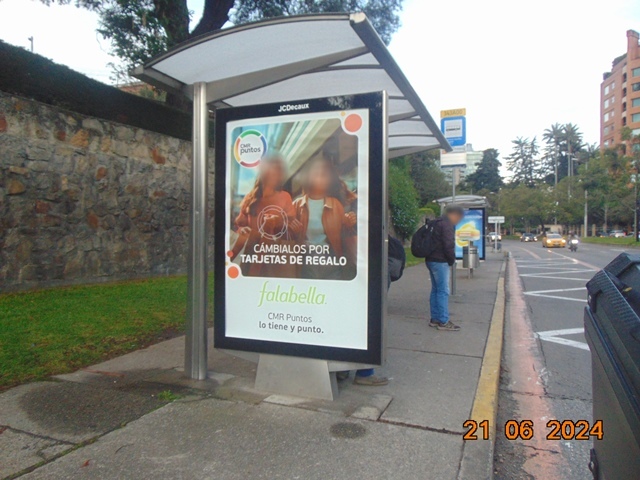 JCDecaux
CMR
puntos
CÁMBIALOS POR
TARJETAS DE REGALO
falabella.
CMR Puntos
lo tiene y punto.
21 06 2024